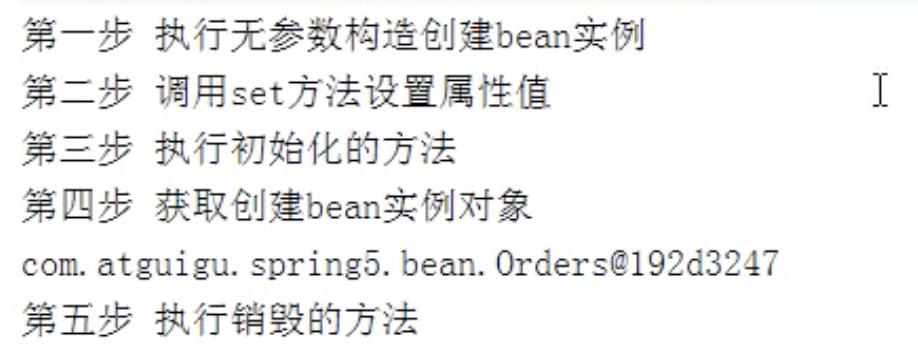 第一步 执行无参数构造创建bean实例
第二步 调用set方法设置属性值
第三步 执行初始化的方法
第四步 获取创建bean实例对象
com.atguigu.spring5.bean.Orders@192d3247
第五步 执行销毁的方法